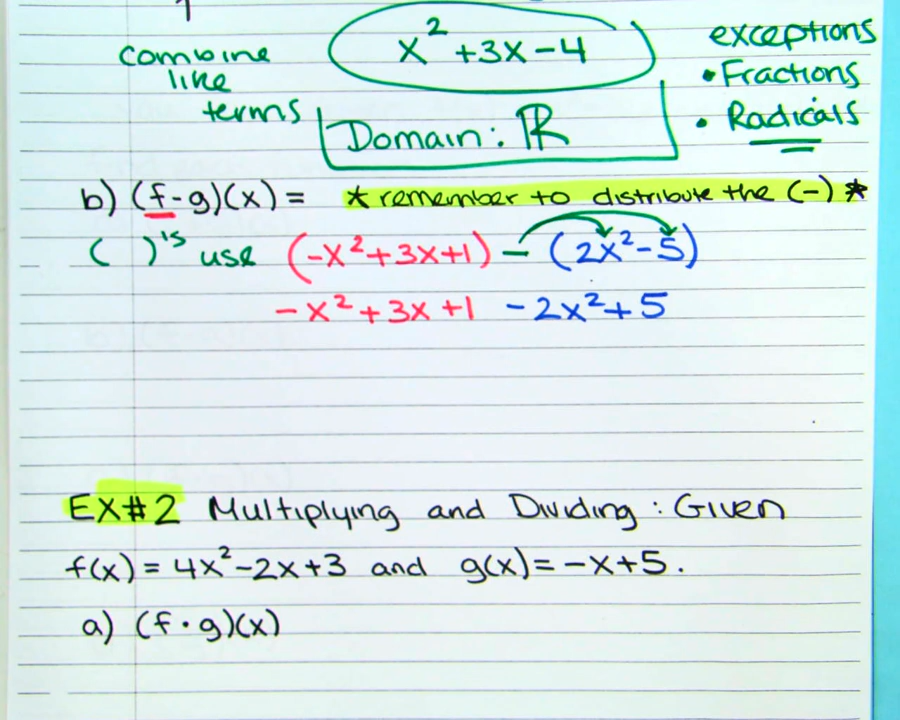 combine like terms
x² + 3x - 4
Domain: ℝ
exceptions
• Fractions
• Radicals
b) (f-g)(x) = * remember to distribute the (-) *
( )'s use (-x² + 3x + 1) - (2x² - 5)
-x² + 3x + 1 - 2x² + 5
EX#2 Multiplying and Dividing: Given
f(x) = 4x² - 2x + 3 and g(x) = -x + 5.
a) (f · g)(x)